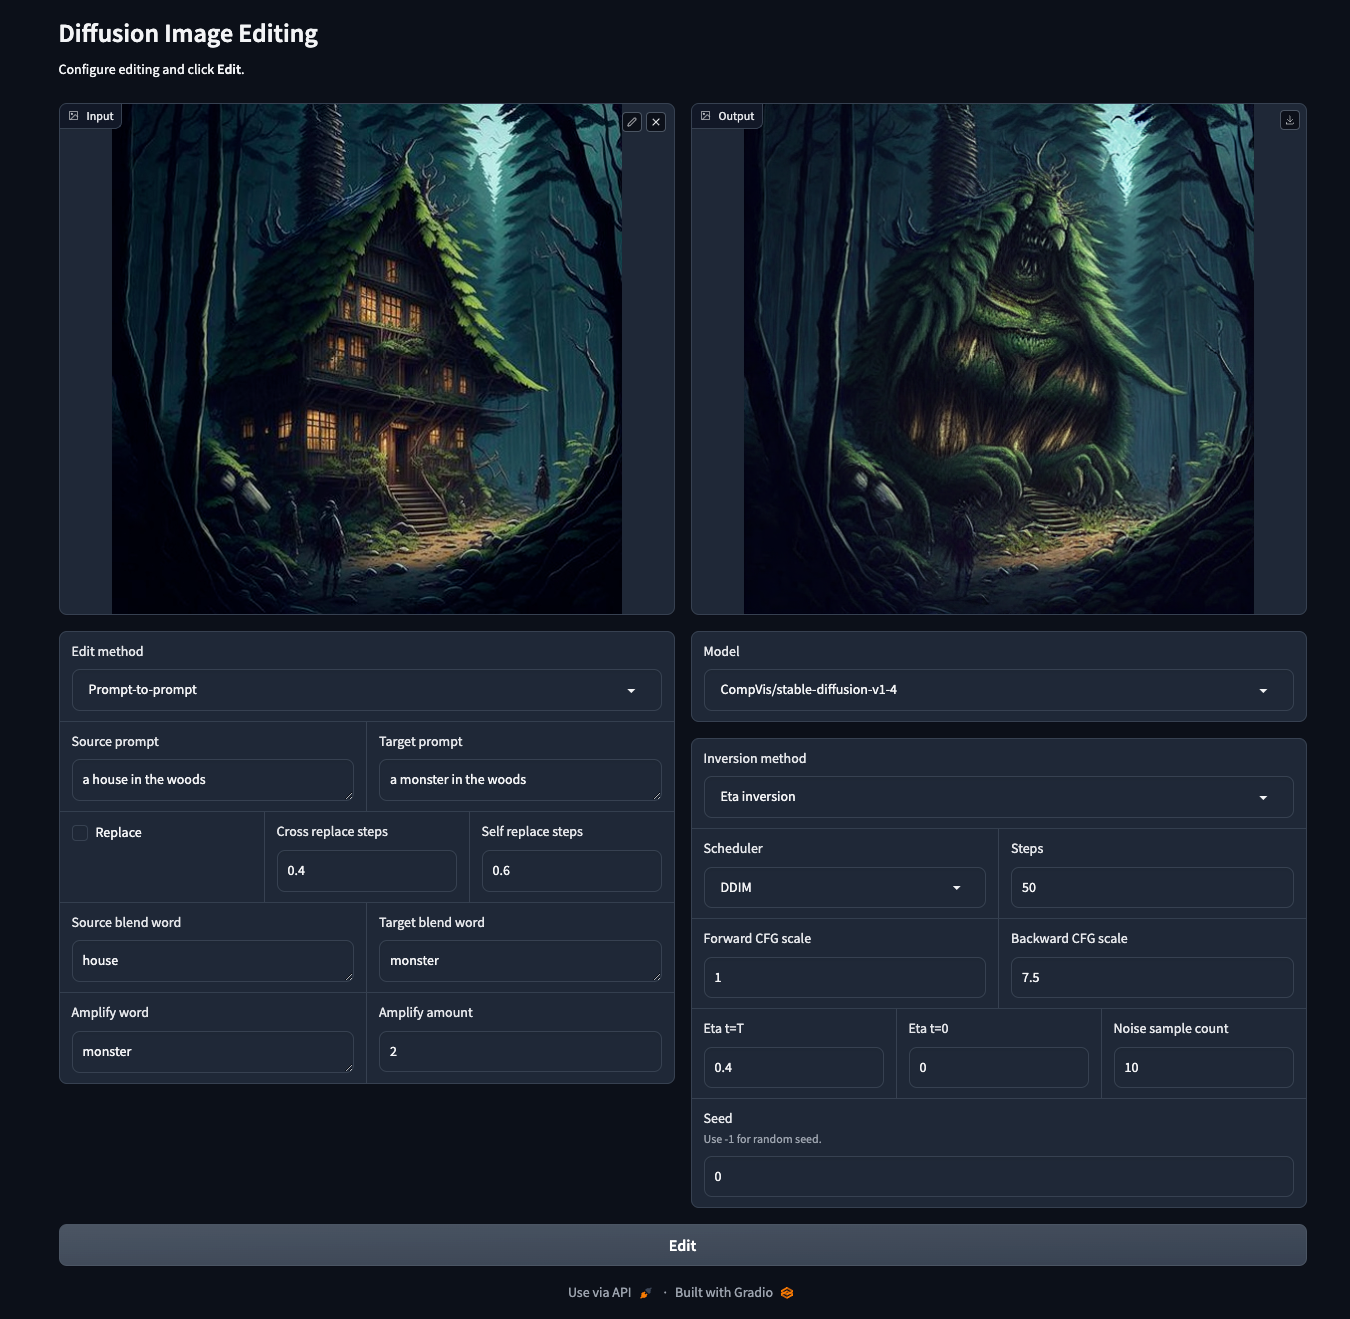 Diffusion Image Editing
Configure editing and click Edit.
Input
Output
Edit method
Prompt-to-prompt
Source prompt
Target prompt
a house in the woods
a monster in the woods
Replace
Cross replace steps
Self replace steps
0.4
0.6
Source blend word
Target blend word
house
monster
Amplify word
Amplify amount
monster
2
Model
CompVis/stable-diffusion-v1-4
Inversion method
Eta inversion
Scheduler
Steps
DDIM
50
Forward CFG scale
Backward CFG scale
1
7.5
Eta t=T
Eta t=0
Noise sample count
0.4
0
10
Seed
Use -1 for random seed.
0
Edit
Use via API · Built with Gradio